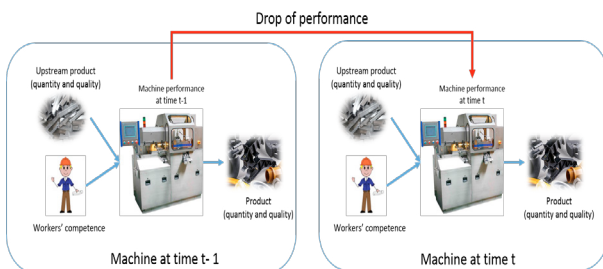 Drop of performance
Upstream product
(quantity and quality)
Machine performance
at time t-1
Workers' competence
Product
(quantity and quality)
Machine at time t- 1
Upstream product
(quantity and quality)
Machine performance
at time t
Workers' competence
Product
(quantity and quality)
Machine at time t